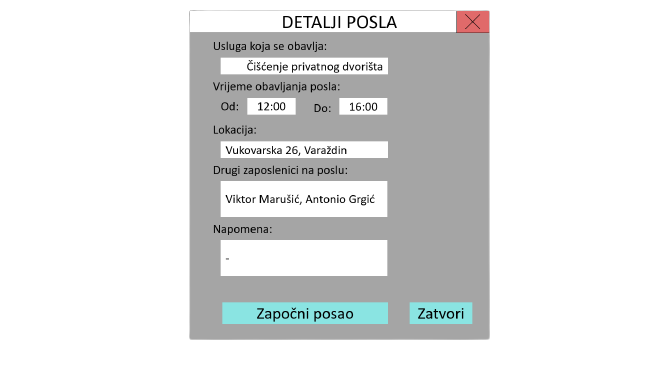 DETALJI POSLA
Usluga koja se obavlja:
Čišćenje privatnog dvorišta
Vrijeme obavljanja posla:
Od: 12:00 Do: 16:00
Lokacija:
Vukovarska 26, Varaždin
Drugi zaposlenici na poslu:
Viktor Marušić, Antonio Grgić
Napomena:
-
Započni posao Zatvori